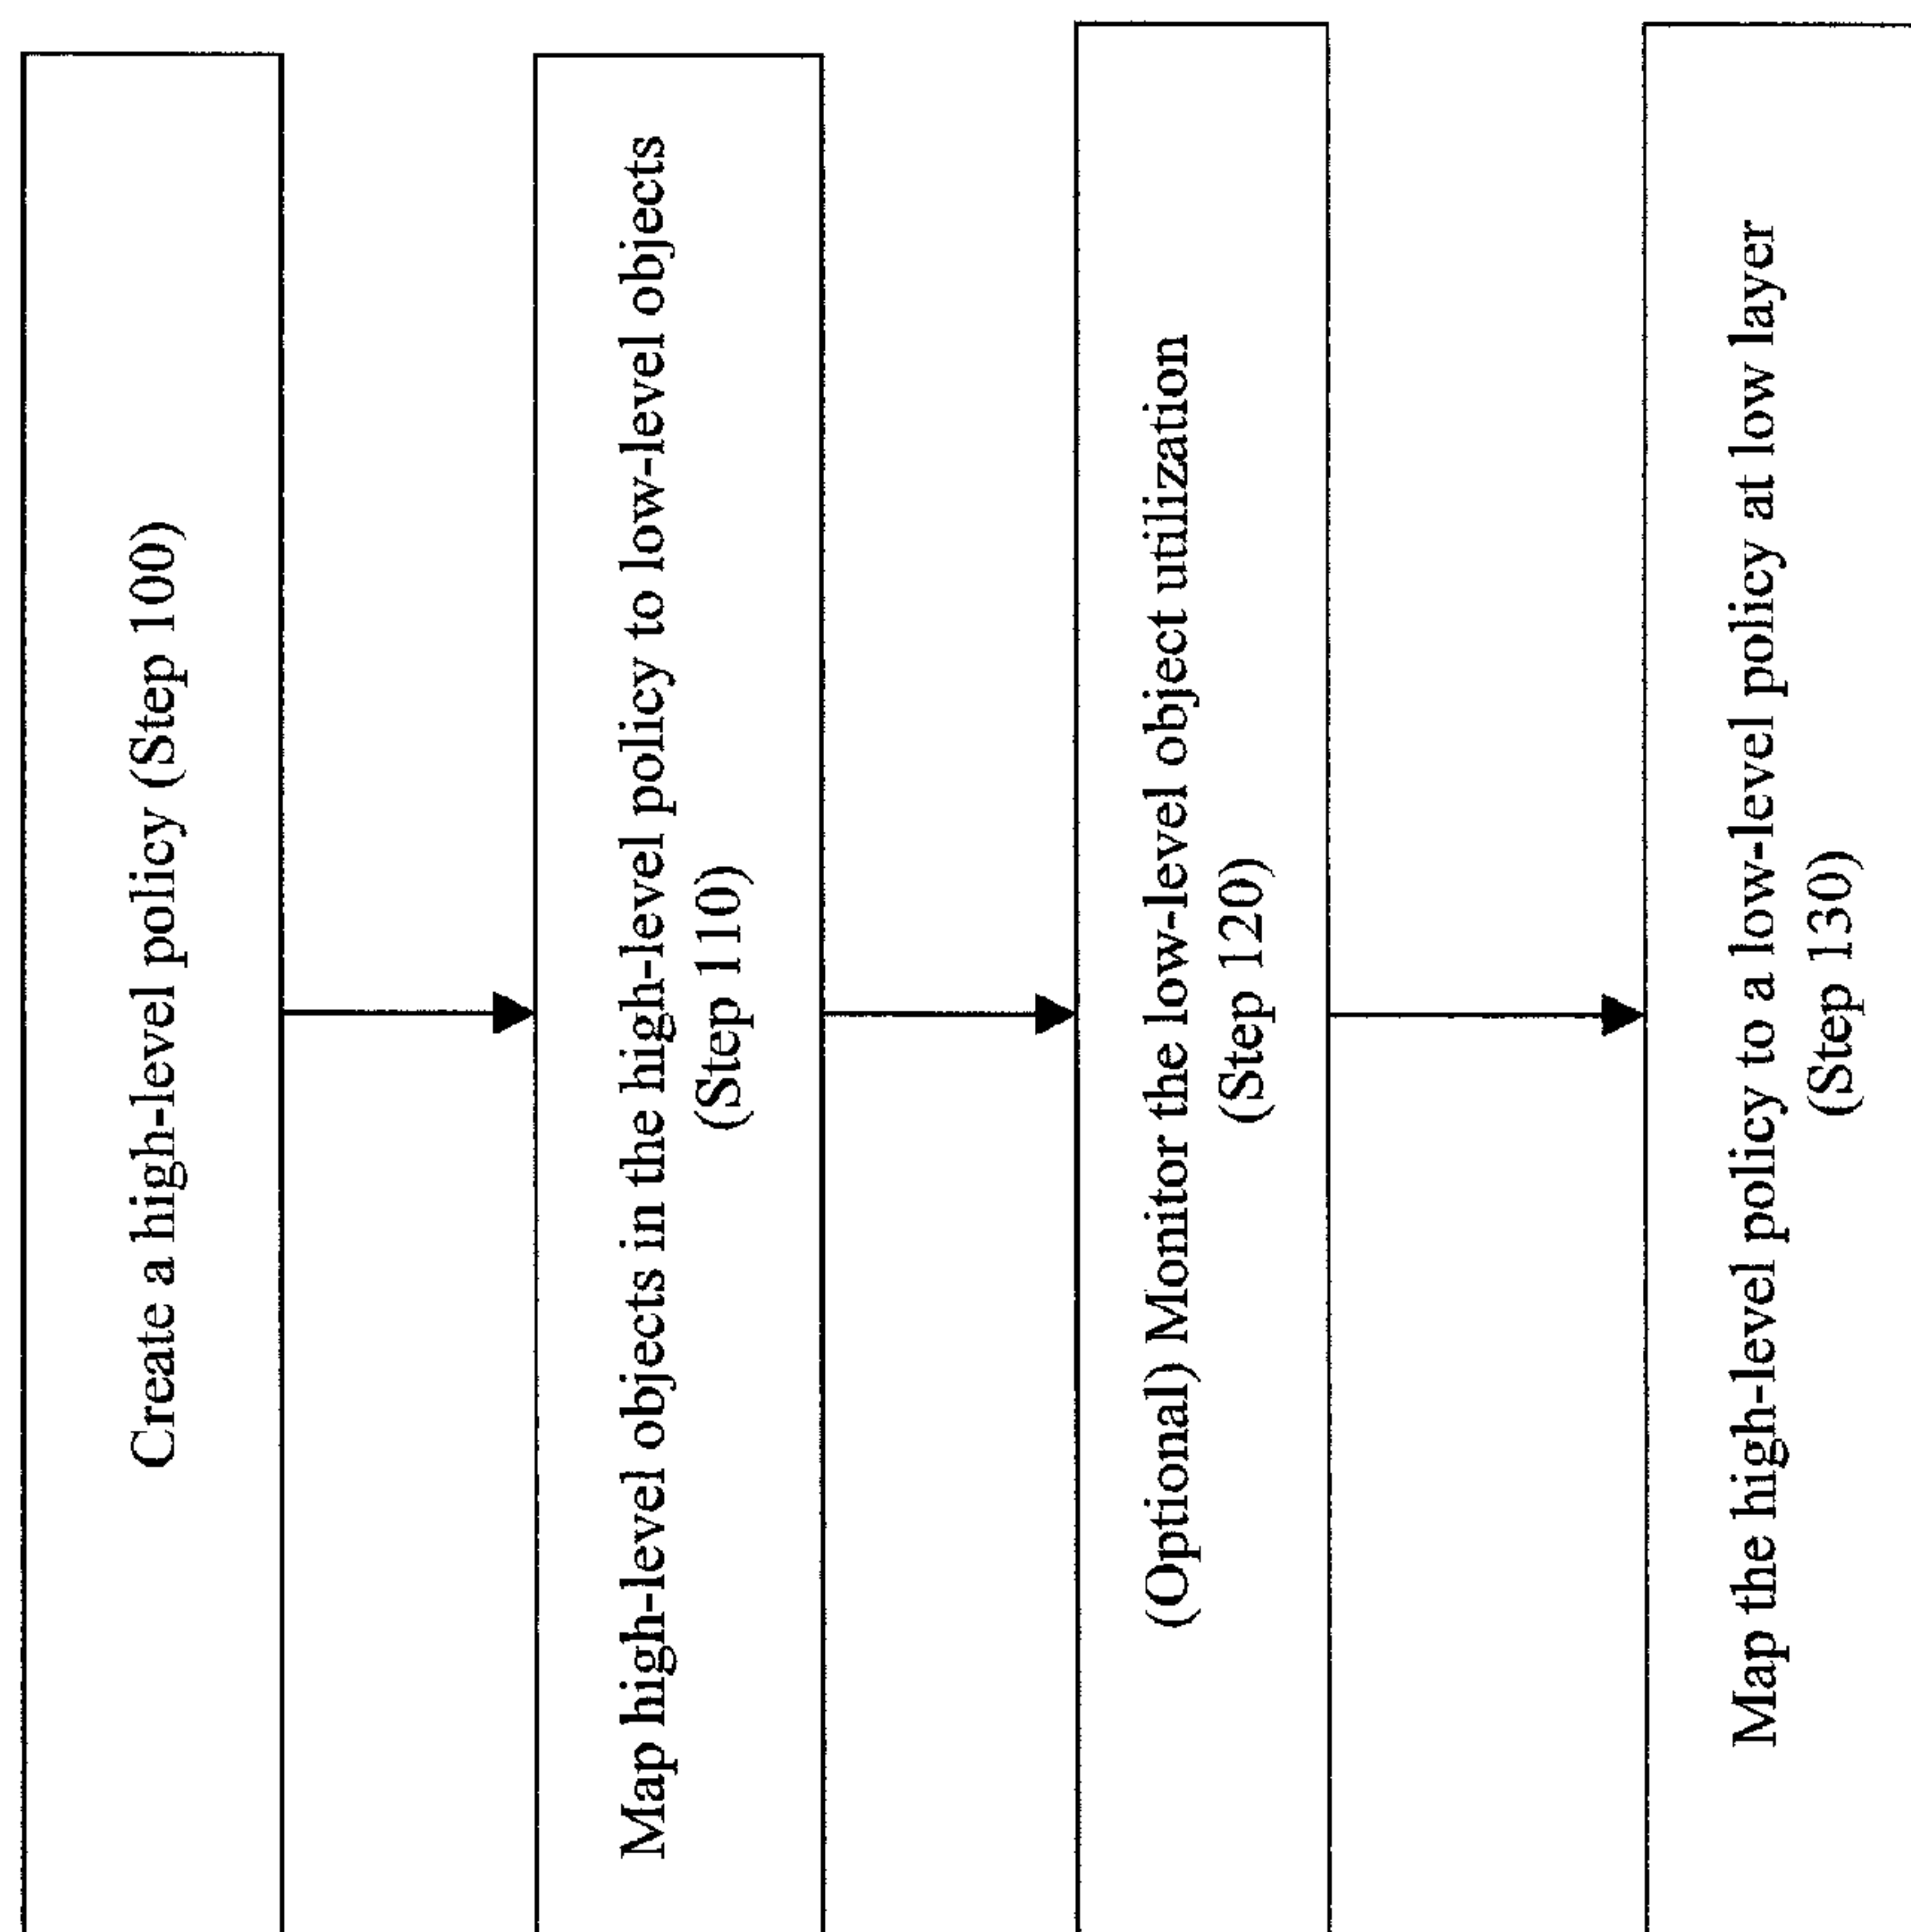 Create a high-level policy (Step 100)
Map high-level objects in the high-level policy to low-level objects
(Step 110)
(Optional) Monitor the low-level object utilization
(Step 120)
Map the high-level policy to a low-level policy at low layer
(Step 130)